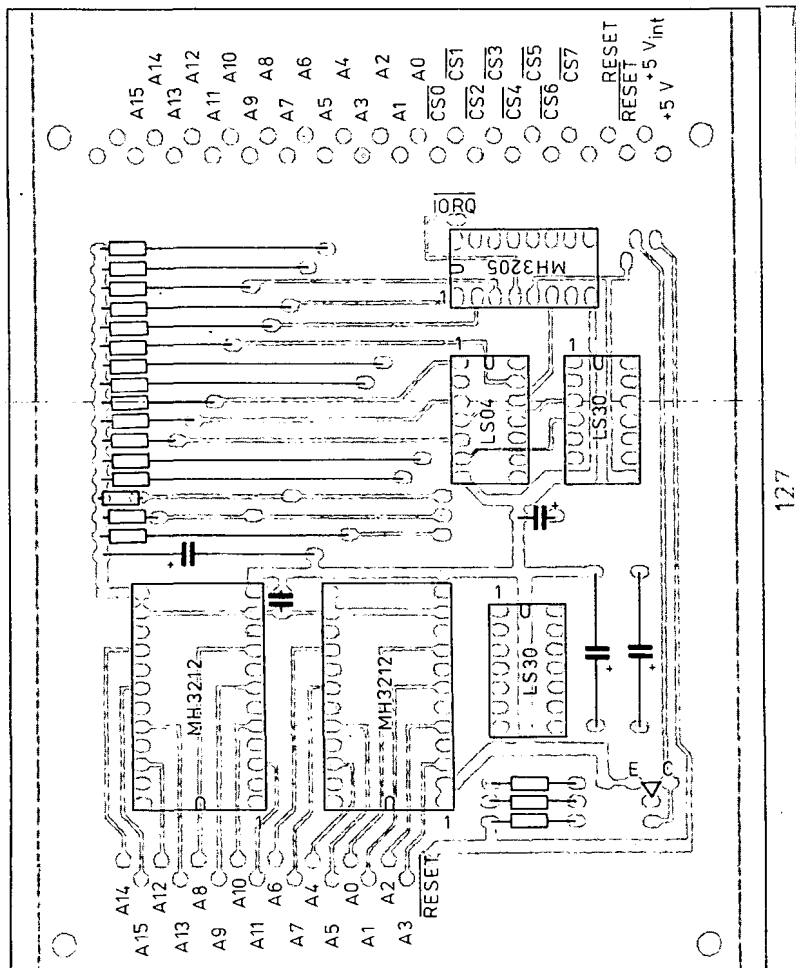 A15
A14
A13
A12
A11
A10
A9
A8
A7
A6
A5
A4
A3
A2
A1
A0
CS0
CS1
CS2
CS3
CS4
CS5
CS6
CS7
RESET
RESET
+5 V
+5 Vint
IORQ
MH3205
1
1
LS04
1
LS30
+
+
127
MH3212
1
MH3212
1
1
LS30
+
+
E
C
A14
A15
A12
A13
A8
A9
A10
A11
A6
A7
A4
A5
A0
A1
A2
A3
RESET